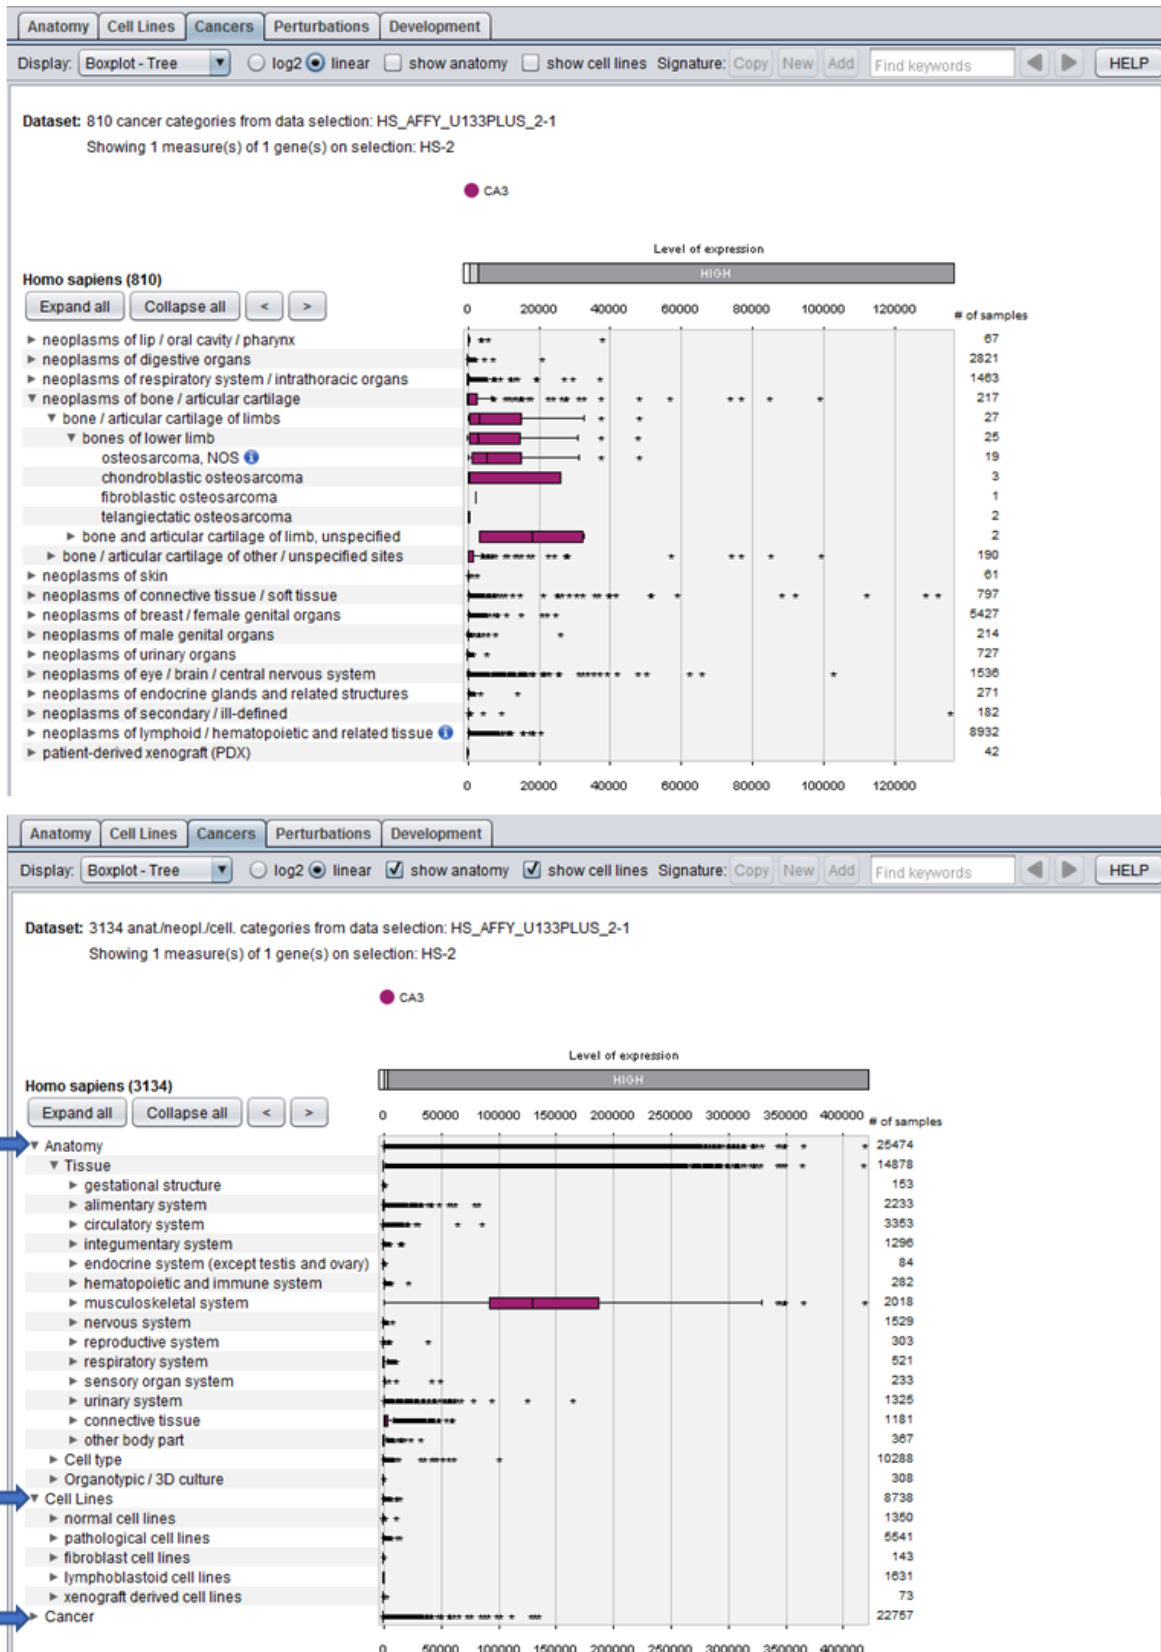 Anatomy Cell Lines Cancers Perturbations Development
Display: Boxplot - Tree log2 linear show anatomy show cell lines Signature: Copy New Add Find keywords HELP
Dataset: 810 cancer categories from data selection: HS_AFFY_U133PLUS_2-1
Showing 1 measure(s) of 1 gene(s) on selection: HS-2
CA3
Level of expression
Homo sapiens (810) HIGH
Expand all Collapse all < > 0 20000 40000 60000 80000 100000 120000 # of samples
neoplasms of lip / oral cavity / pharynx 67
neoplasms of digestive organs 2821
neoplasms of respiratory system / intrathoracic organs 1463
neoplasms of bone / articular cartilage 217
bone / articular cartilage of limbs 27
bones of lower limb 25
osteosarcoma, NOS 19
chondroblastic osteosarcoma 3
fibroblastic osteosarcoma 1
telangiectatic osteosarcoma 2
bone and articular cartilage of limb, unspecified 2
bone / articular cartilage of other / unspecified sites 190
neoplasms of skin 61
neoplasms of connective tissue / soft tissue 797
neoplasms of breast / female genital organs 5427
neoplasms of male genital organs 214
neoplasms of urinary organs 727
neoplasms of eye / brain / central nervous system 1536
neoplasms of endocrine glands and related structures 271
neoplasms of secondary / ill-defined 182
neoplasms of lymphoid / hematopoietic and related tissue 8932
patient-derived xenograft (PDX) 42
0 20000 40000 60000 80000 100000 120000
Anatomy Cell Lines Cancers Perturbations Development
Display: Boxplot - Tree log2 linear show anatomy show cell lines Signature: Copy New Add Find keywords HELP
Dataset: 3134 anat./neopl./cell. categories from data selection: HS_AFFY_U133PLUS_2-1
Showing 1 measure(s) of 1 gene(s) on selection: HS-2
CA3
Level of expression
Homo sapiens (3134) HIGH
Expand all Collapse all < > 0 50000 100000 150000 200000 250000 300000 350000 400000 # of samples
Anatomy 25474
Tissue 14878
gestational structure 153
alimentary system 2233
circulatory system 3353
integumentary system 1296
endocrine system (except testis and ovary) 84
hematopoietic and immune system 282
musculoskeletal system 2018
nervous system 1529
reproductive system 303
respiratory system 521
sensory organ system 233
urinary system 1325
connective tissue 1181
other body part 367
Cell type 10288
Organotypic / 3D culture 308
Cell Lines 8738
normal cell lines 1350
pathological cell lines 5541
fibroblast cell lines 143
lymphoblastoid cell lines 1631
xenograft derived cell lines 73
Cancer 22757
0 50000 100000 150000 200000 250000 300000 350000 400000